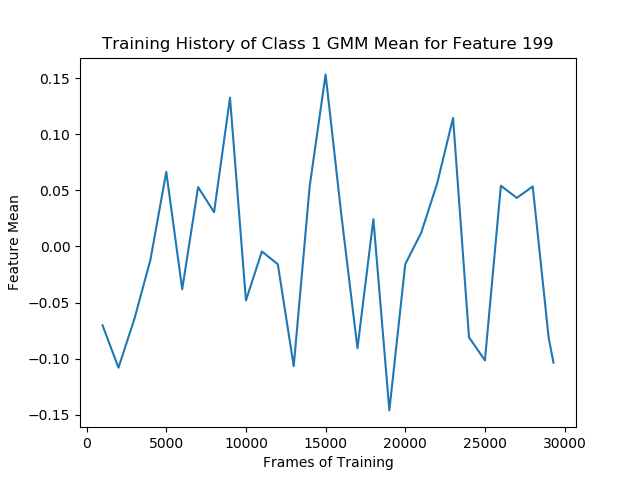 Training History of Class 1 GMM Mean for Feature 199
0.15
0.10
0.05
0.00
−0.05
−0.10
−0.15
Feature Mean
0 5000 10000 15000 20000 25000 30000
Frames of Training